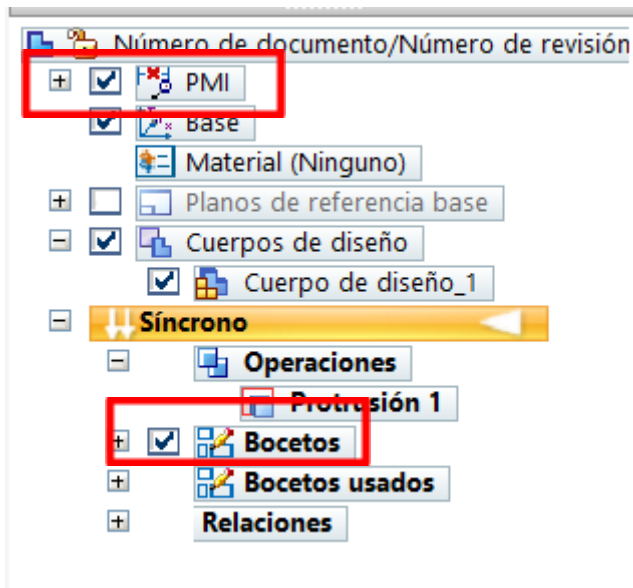 Número de documento/Número de revisión
PMI
Base
Material (Ninguno)
Planos de referencia base
Cuerpos de diseño
Cuerpo de diseño_1
Síncrono
Operaciones
Protrusión 1
Bocetos
Bocetos usados
Relaciones